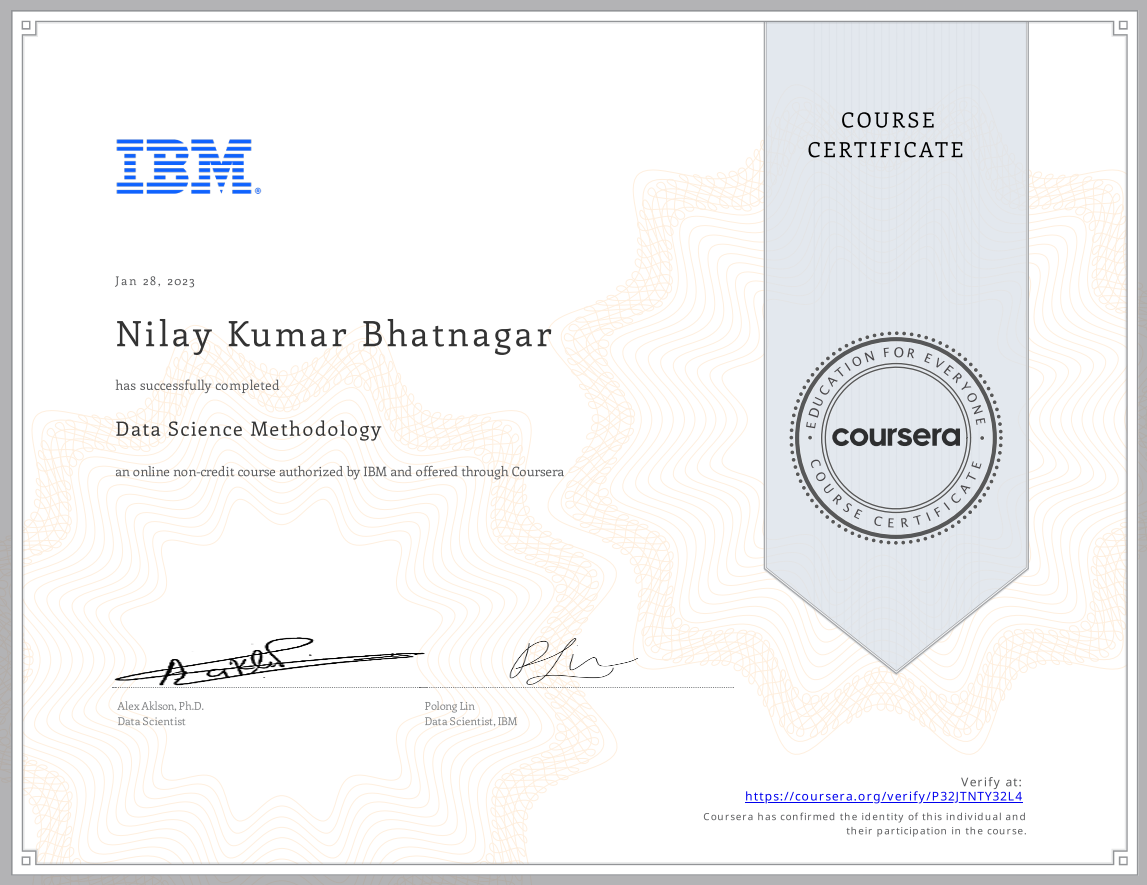 COURSE
CERTIFICATE
IBM®
Jan 28, 2023
Nilay Kumar Bhatnagar
has successfully completed
Data Science Methodology
an online non-credit course authorized by IBM and offered through Coursera
EDUCATION FOR EVERYONE
coursera
COURSE CERTIFICATE
Alex Aklson, Ph.D.
Data Scientist
Polong Lin
Data Scientist, IBM
Verify at:
https://coursera.org/verify/P32JTNTY32L4
Coursera has confirmed the identity of this individual and
their participation in the course.